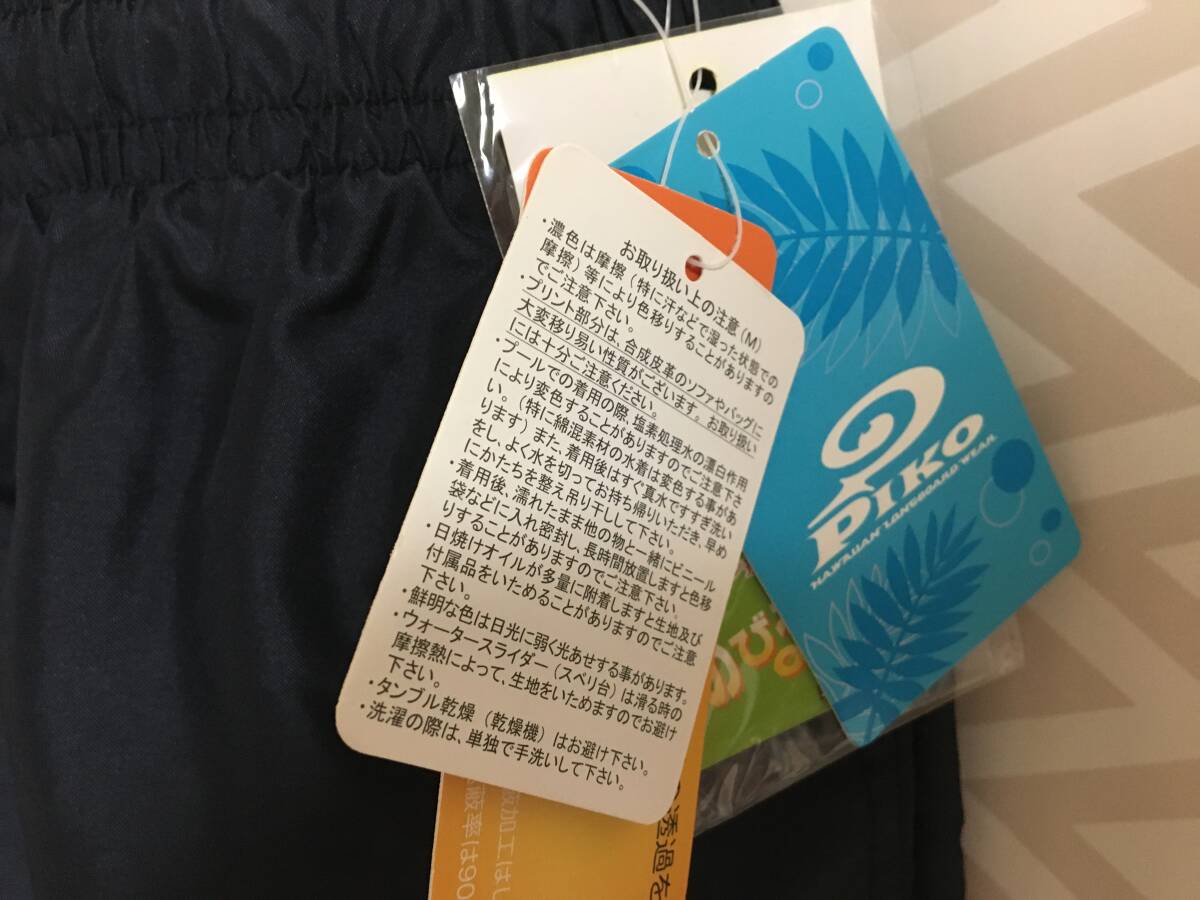 お取り扱い上の注意(M)
・濃色は摩擦(特に汗などで湿った状態での
摩擦)等により色移りすることがありますの
でご注意下さい。
・プリント部分は、合成皮革のソファやバッグに
大変移り易い性質がございます。お取り扱い
には十分ご注意ください。
・プールでの着用の際、塩素処理水の漂白作用
により変色することがありますのでご注意下さ
い。(特に綿混素材の水着は変色する事があ
ります)また、着用後はすぐ真水ですすぎ洗い
をし、よく水を切ってお持ち帰りいただき、早め
にかたちを整え吊り干しして下さい。
・着用後、濡れたまま他の物と一緒にビニール
袋などに入れ密封し、長時間放置しますと色移
りすることがありますのでご注意下さい。
・日焼けオイルが多量に附着しますと生地及び
付属品をいためることがありますのでご注意
下さい。
・鮮明な色は日光に弱く光あせする事があります。
・ウォータースライダー(スベリ台)は滑る時の
摩擦熱によって、生地をいためますのでお避け
下さい。
・タンブル乾燥(乾燥機)はお避け下さい。
・洗濯の際は、単独で手洗いして下さい。
PIKO
HAWAIIAN LONGBOARD WEAR
のび
透過を
加工は
率は90